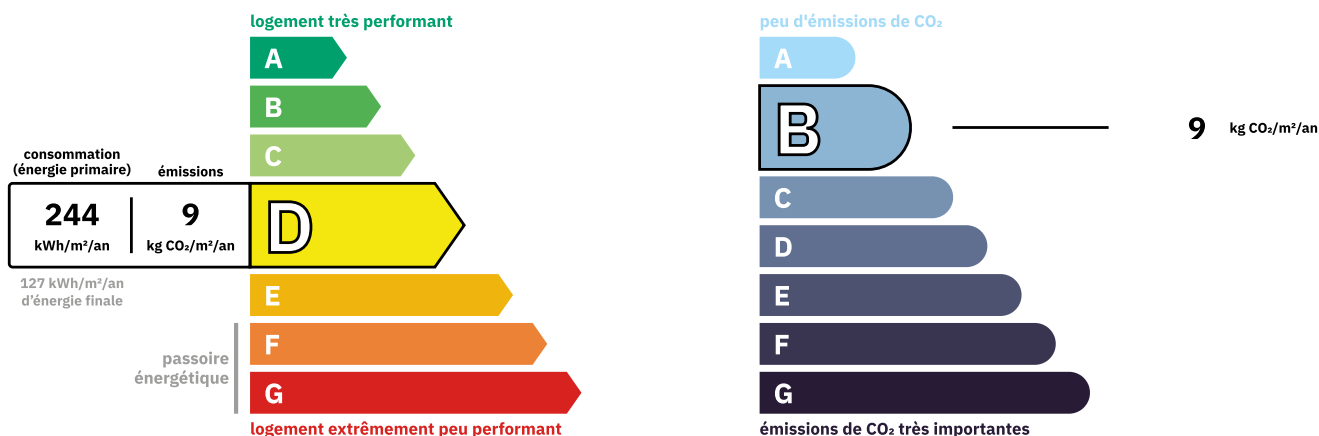 logement très performant
A
B
C
consommation
(énergie primaire)
émissions
244
kWh/m²/an
9
kg CO₂/m²/an
D
127 kWh/m²/an
d'énergie finale
E
F
passoire
énergétique
G
logement extrêmement peu performant
peu d'émissions de CO₂
A
B
9 kg CO₂/m²/an
C
D
E
F
G
émissions de CO₂ très importantes